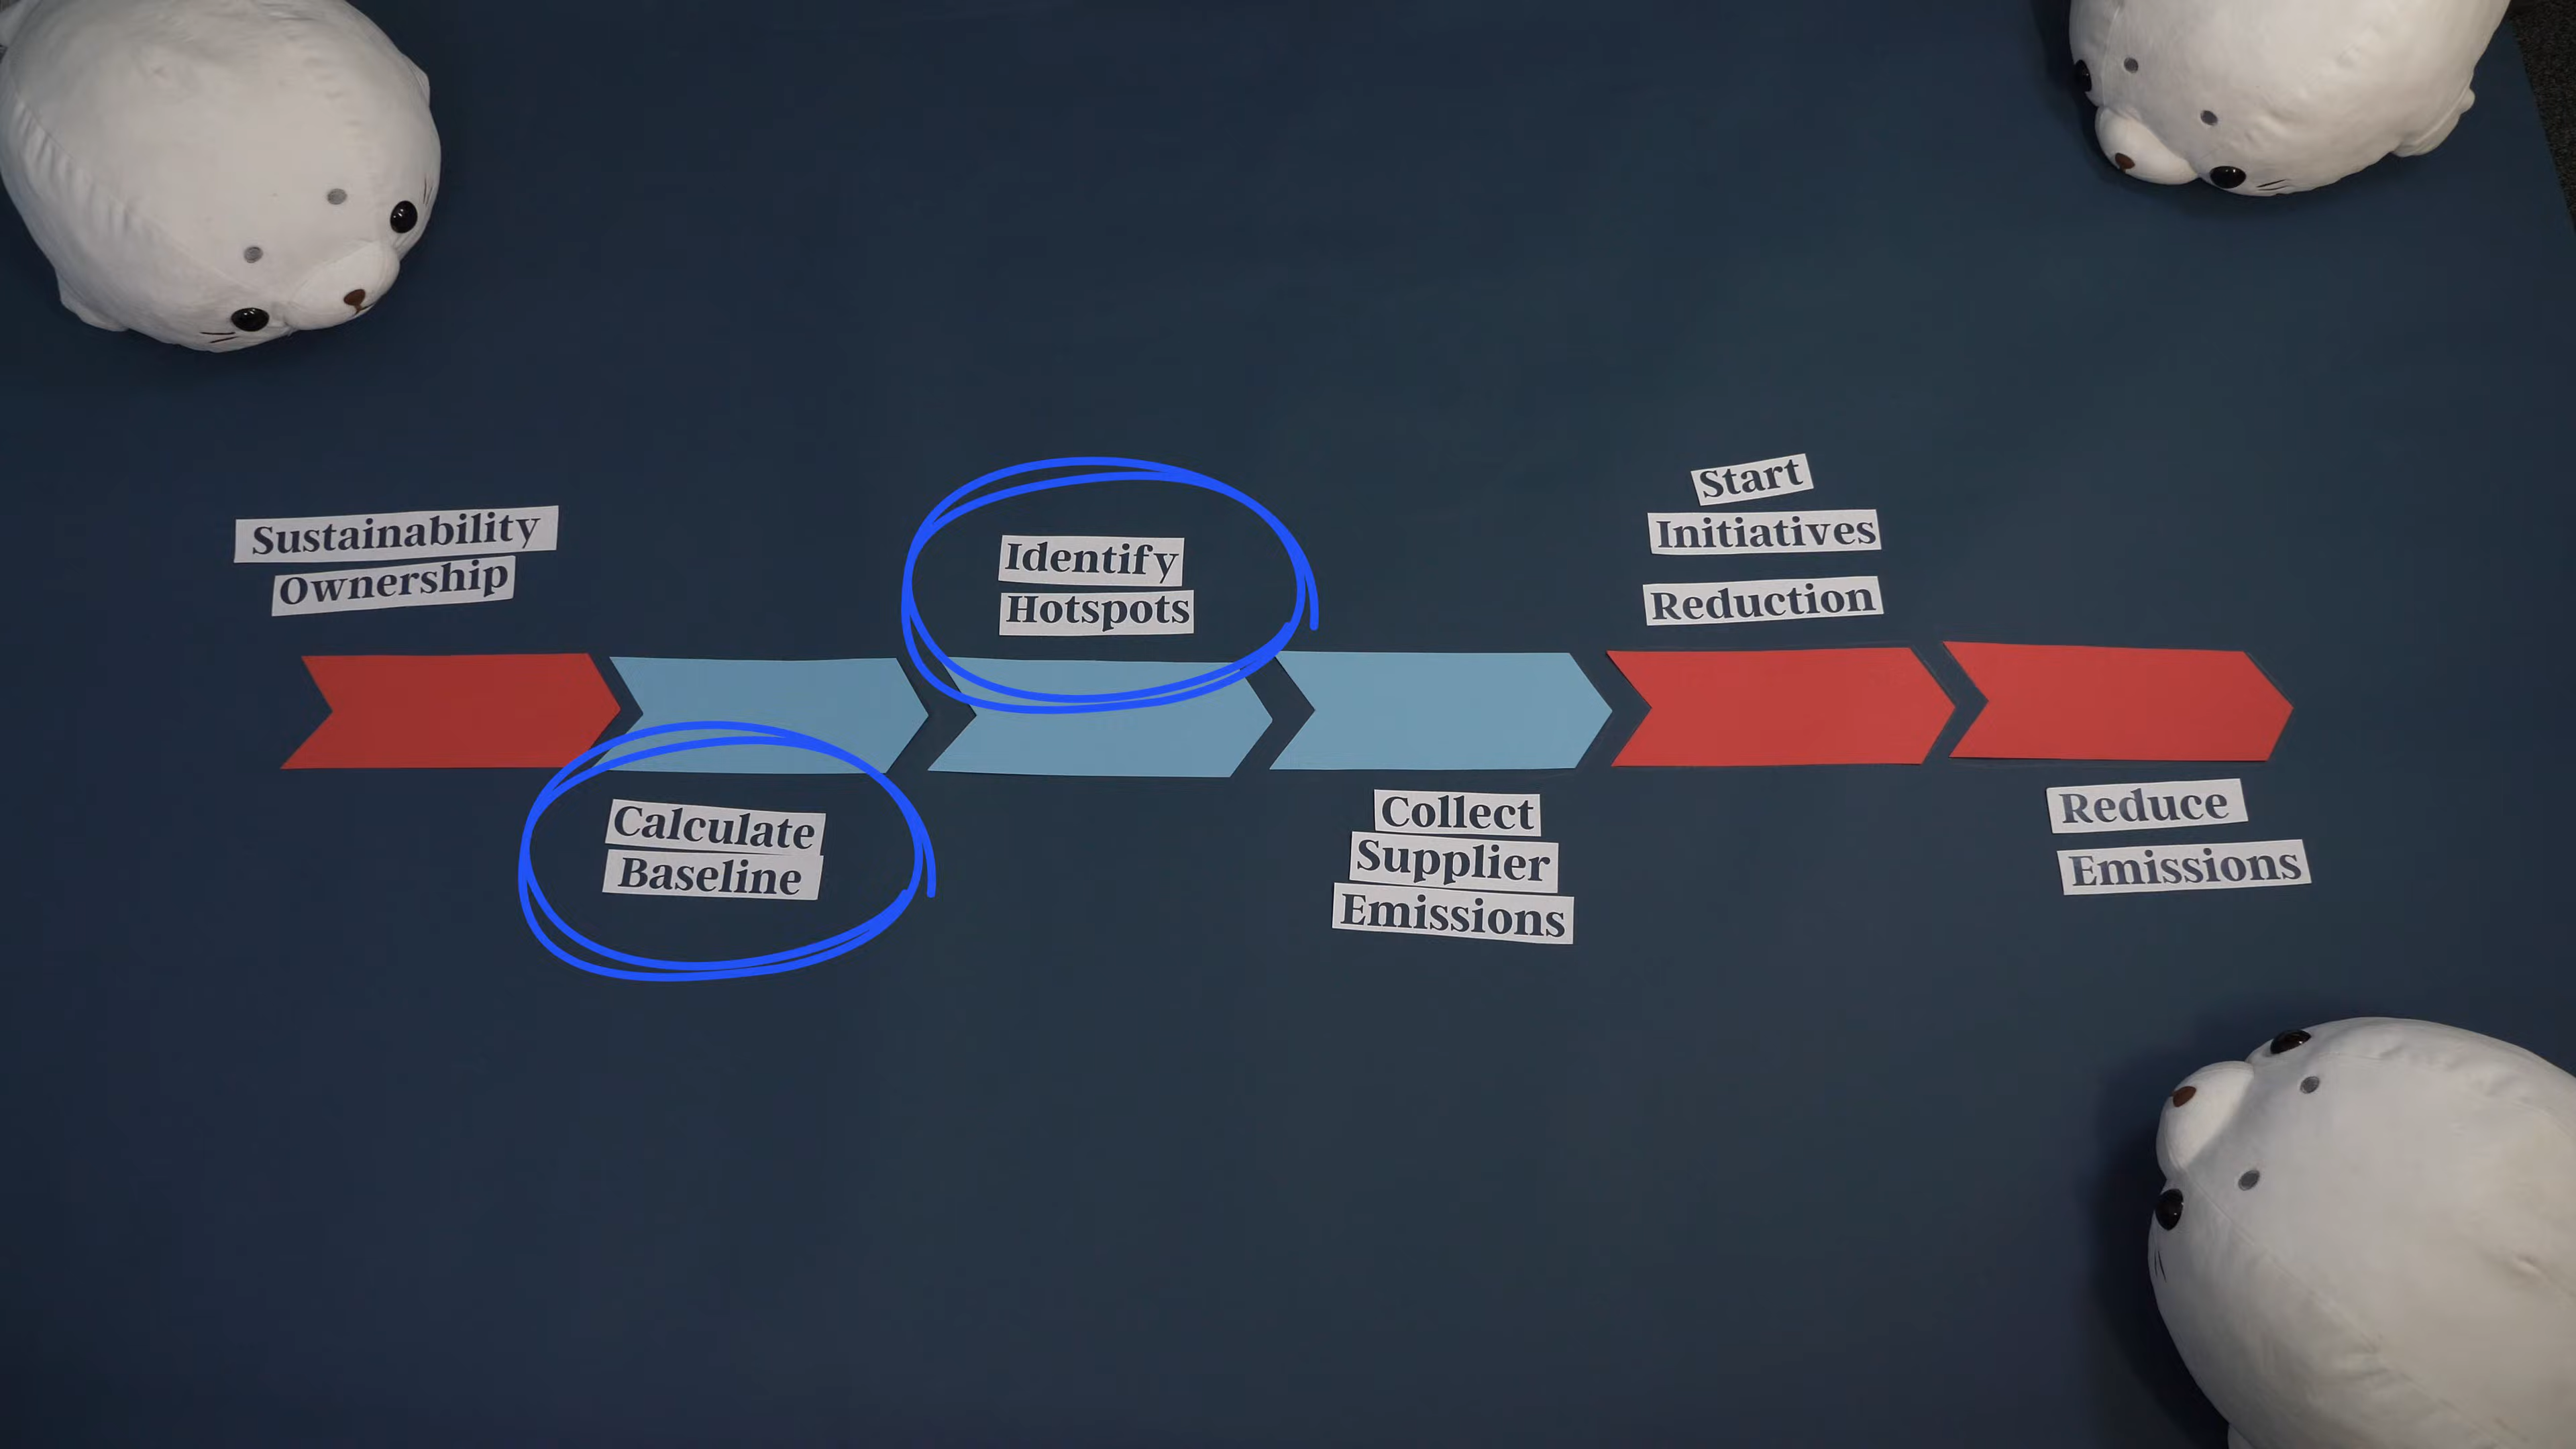 Sustainability
Ownership
Calculate
Baseline
Identify
Hotspots
Collect
Supplier
Emissions
Start
Initiatives
Reduction
Reduce
Emissions